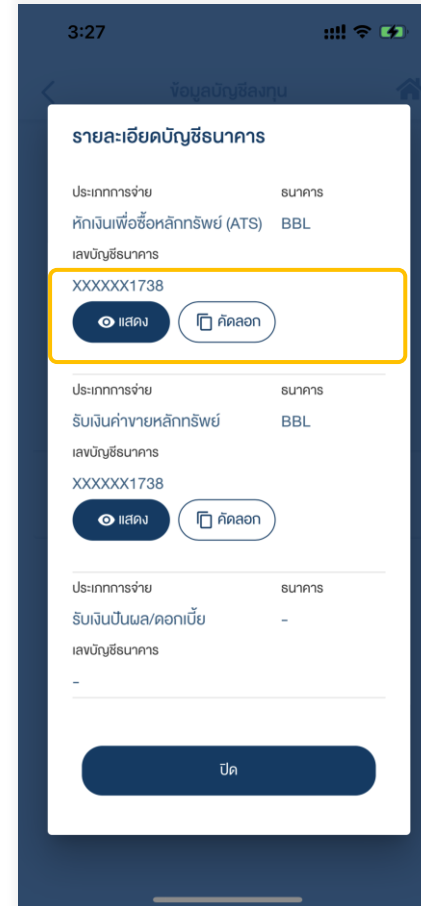 3:27
ข้อมูลบัญชีลงทุน
รายละเอียดบัญชีธนาคาร
ประเภทการจ่าย ธนาคาร
หักเงินเพื่อซื้อหลักทรัพย์ (ATS) BBL
เลขบัญชีธนาคาร
XXXXXX1738
แสดง คัดลอก
ประเภทการจ่าย ธนาคาร
รับเงินค่าขายหลักทรัพย์ BBL
เลขบัญชีธนาคาร
XXXXXX1738
แสดง คัดลอก
ประเภทการจ่าย ธนาคาร
รับเงินปันผล/ดอกเบี้ย -
เลขบัญชีธนาคาร
-
ปิด